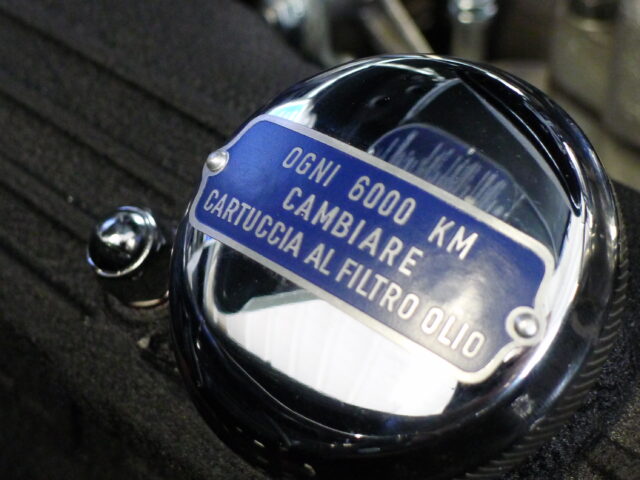 OGNI 6000 KM
CAMBIARE
CARTUCCIA AL FILTRO OLIO